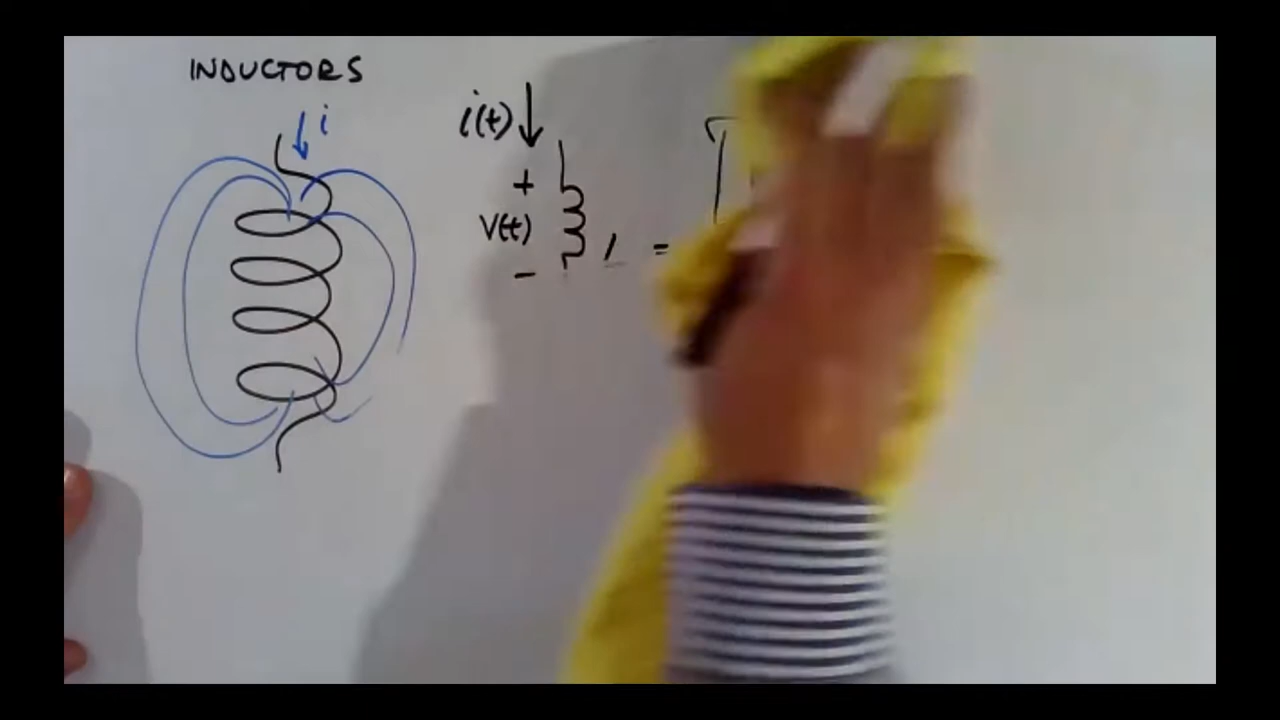 INDUCTORS
i
i(t)
+
V(t)
-
=